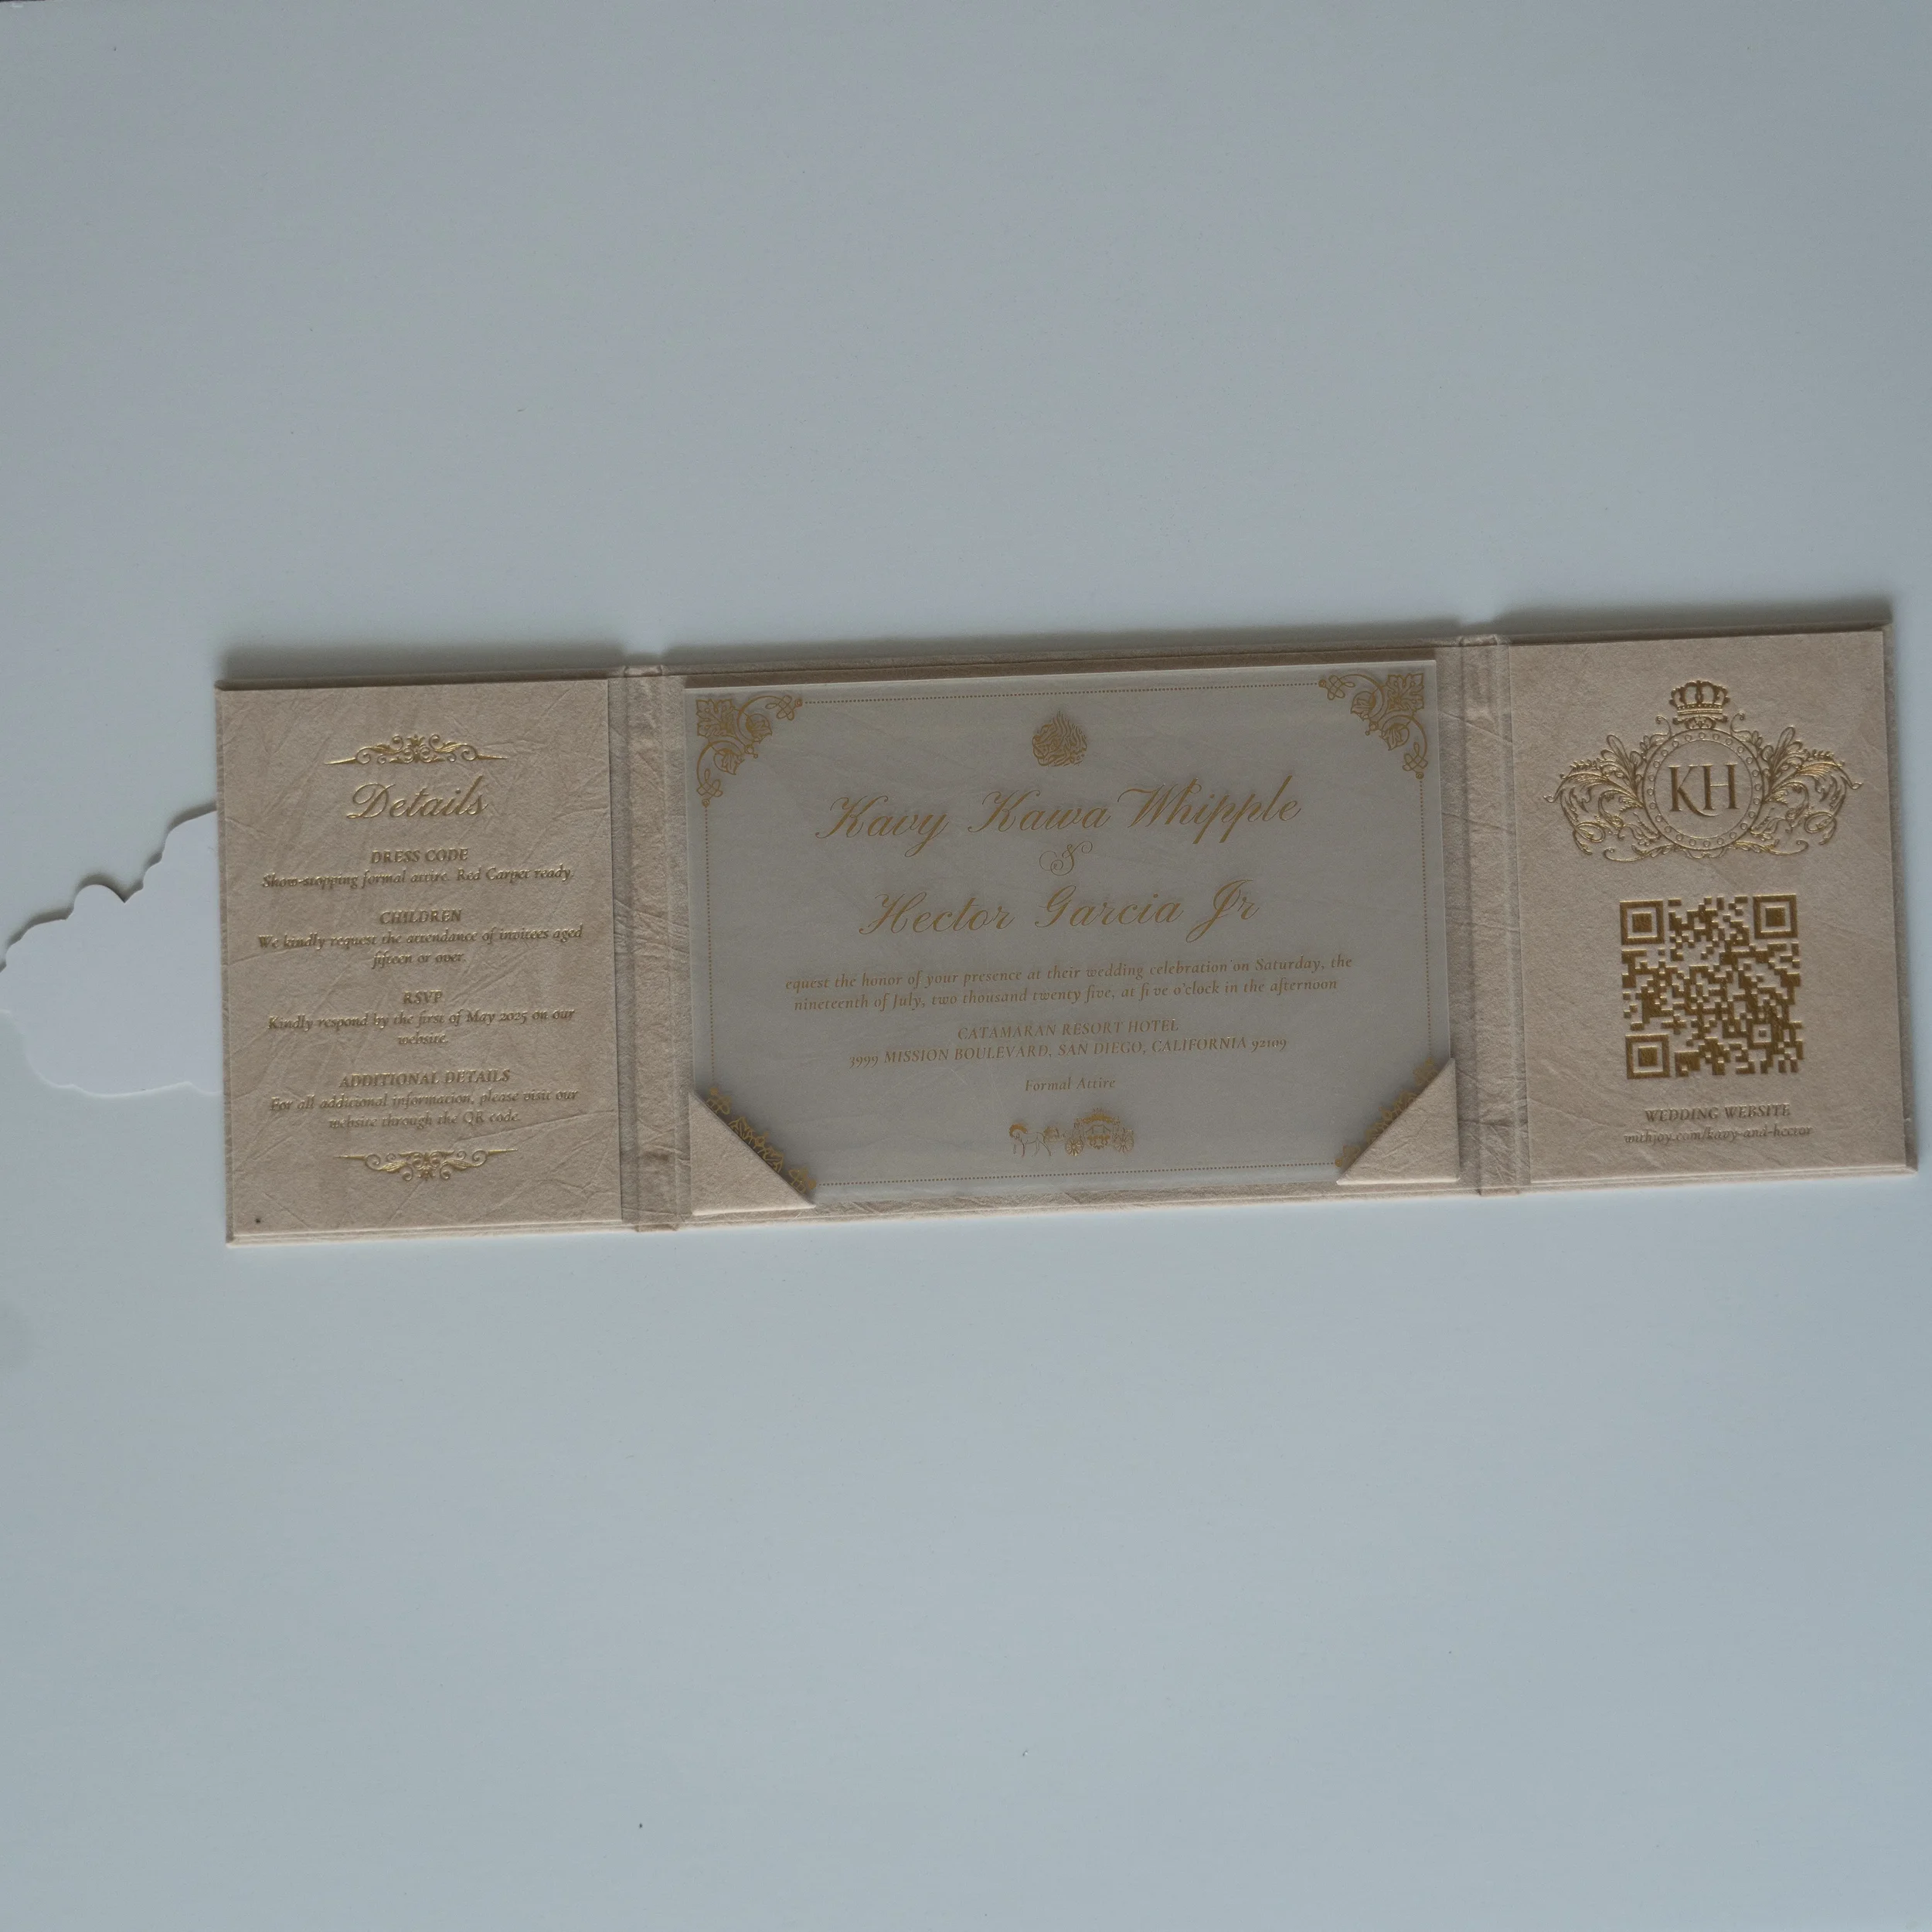 Details
DRESS CODE
Show-stopping formal attire. Red Carpet ready.
CHILDREN
We kindly request the attendance of invitees aged
fifteen or over.
RSVP
Kindly respond by the first of May 2025 on our
website.
ADDITIONAL DETAILS
For all additional information, please visit our
website through the QR code.
Kavy Kawa Whipple
&
Hector Garcia Jr
equest the honor of your presence at their wedding celebration on Saturday, the
nineteenth of July, two thousand twenty five, at fi ve o'clock in the afternoon
CATAMARAN RESORT HOTEL
3999 MISSION BOULEVARD, SAN DIEGO, CALIFORNIA 92109
Formal Attire
KH
WEDDING WEBSITE
withjoy.com/kavy-and-hector